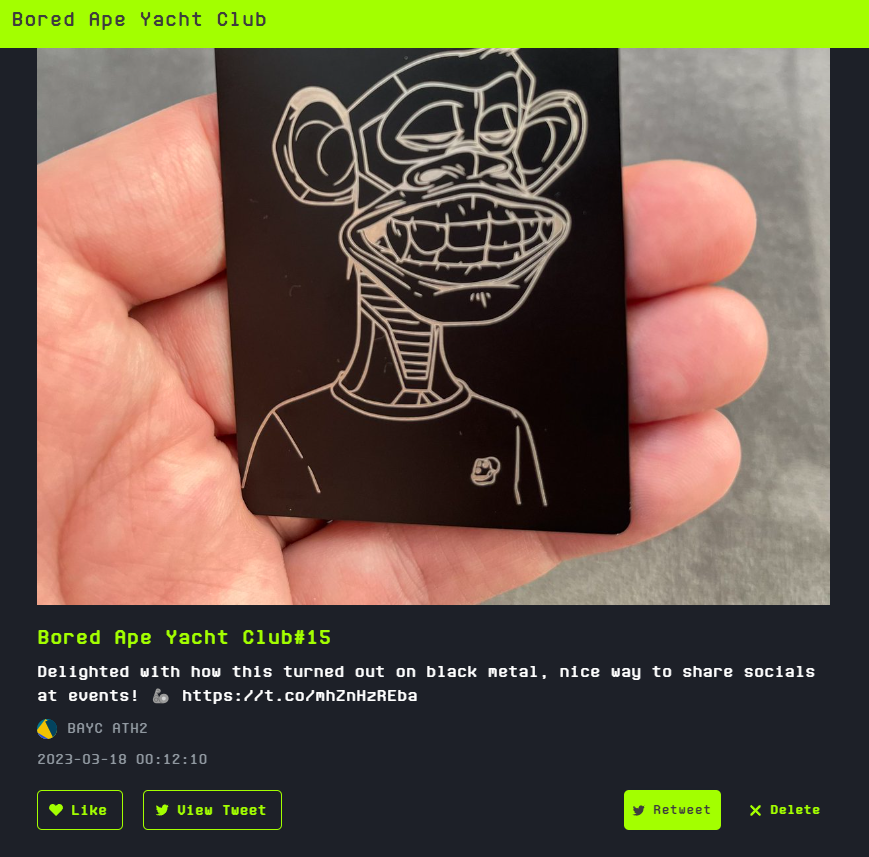 Bored Ape Yacht Club
Bored Ape Yacht Club#15
Delighted with how this turned out on black metal, nice way to share socials
at events! 🦾 https://t.co/mhZnHzREba
BAYC ATH2
2023-03-18 00:12:10
Like View Tweet Retweet Delete